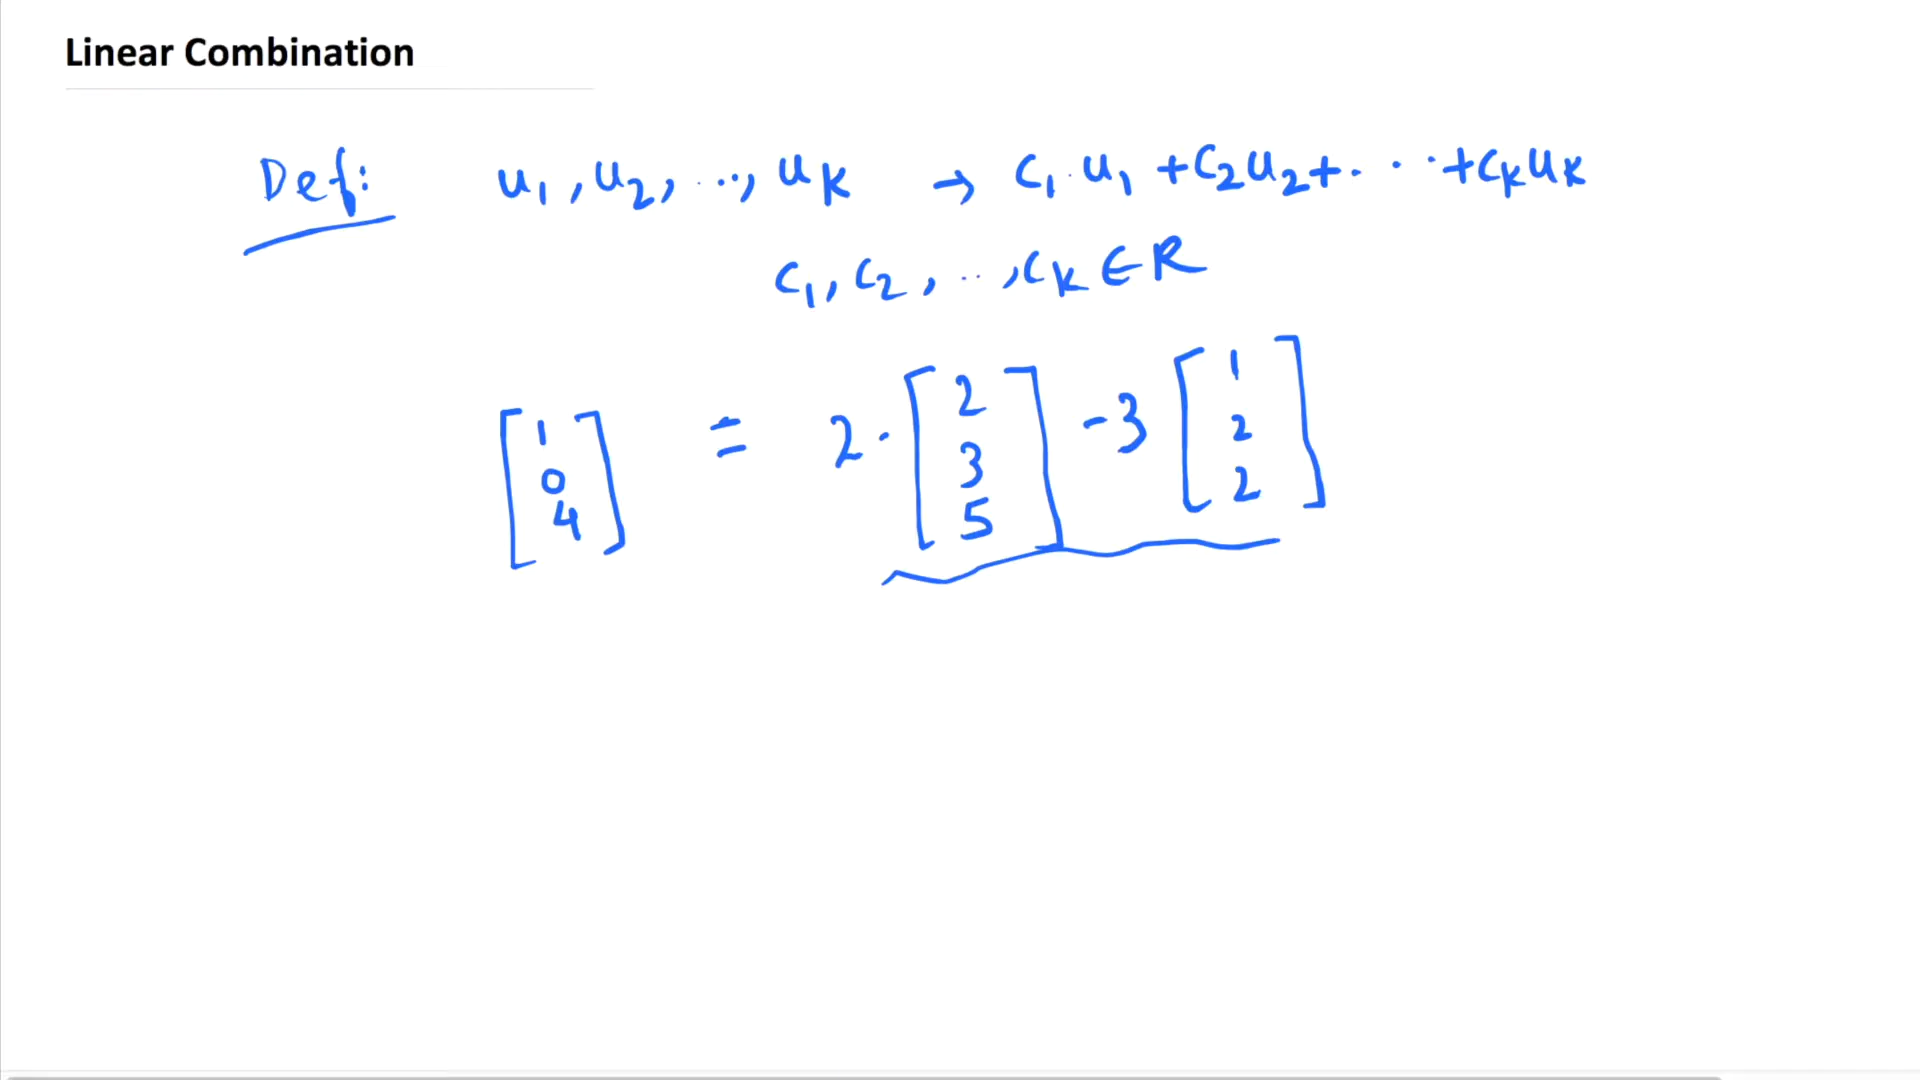 Linear Combination
Def: u1, u2, ..., uk → c1·u1 + c2u2 + ... + ckuk
c1, c2, ..., ck ∈ R
[1 0 4] = 2·[2 3 5] -3[1 2 2]